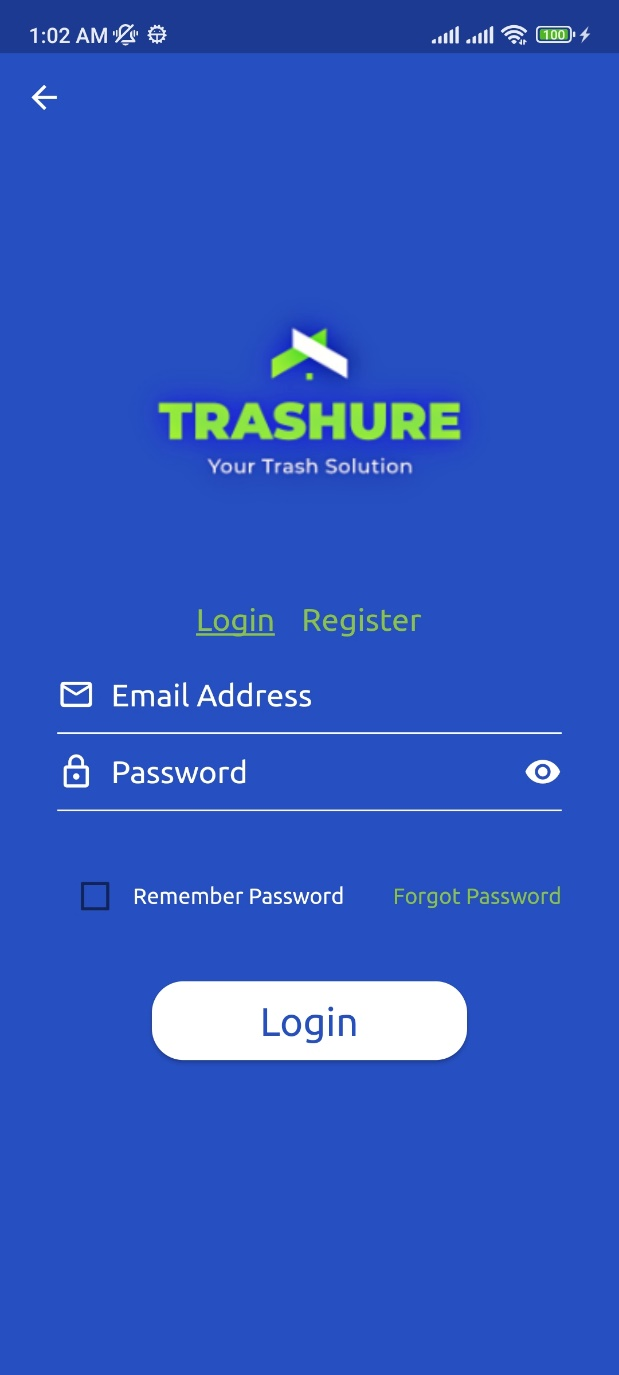 1:02 AM 100
TRASHURE
Your Trash Solution
Login Register
Email Address
Password
Remember Password Forgot Password
Login